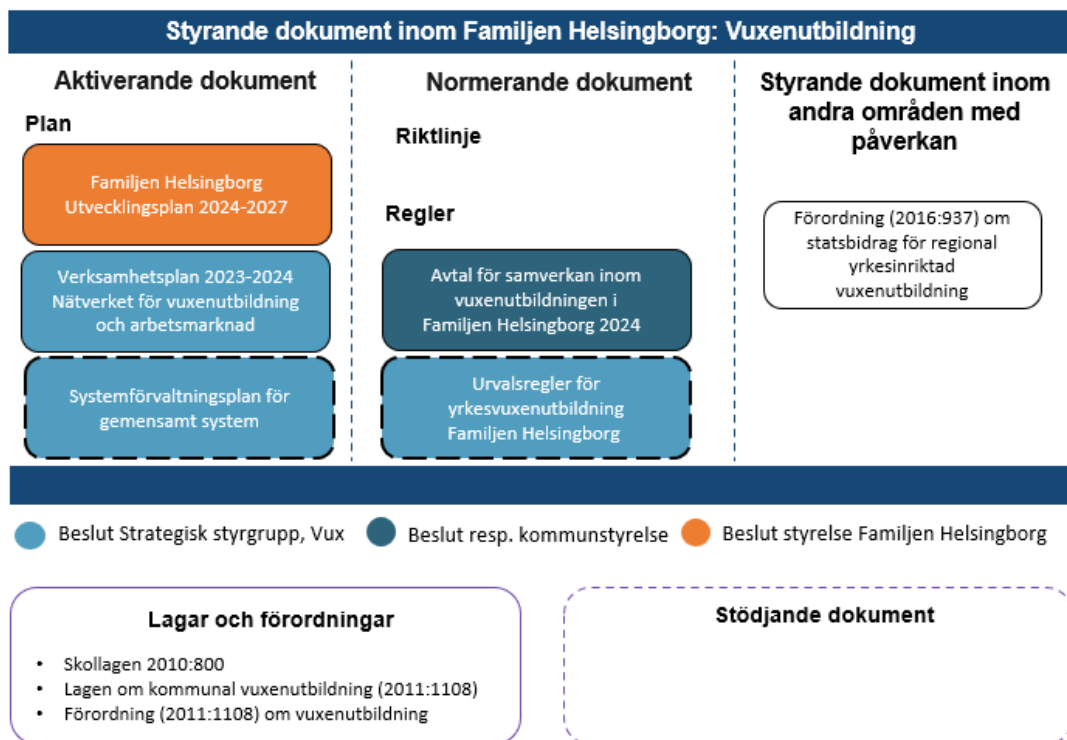 Styrande dokument inom Familjen Helsingborg: Vuxenutbildning
Aktiverande dokument
Plan
Familjen Helsingborg
Utvecklingsplan 2024-2027
Verksamhetsplan 2023-2024
Nätverket för vuxenutbildning
och arbetsmarknad
Systemförvaltningsplan för
gemensamt system
Normerande dokument
Riktlinje
Regler
Avtal för samverkan inom
vuxenutbildningen i
Familjen Helsingborg 2024
Urvalsregler för
yrkesvuxenutbildning
Familjen Helsingborg
Styrande dokument inom
andra områden med
påverkan
Förordning (2016:937) om
statsbidrag för regional
yrkesinriktad
vuxenutbildning
Beslut Strategisk styrgrupp, Vux
Beslut resp. kommunstyrelse
Beslut styrelse Familjen Helsingborg
Lagar och förordningar
• Skollagen 2010:800
• Lagen om kommunal vuxenutbildning (2011:1108)
• Förordning (2011:1108) om vuxenutbildning
Stödjande dokument